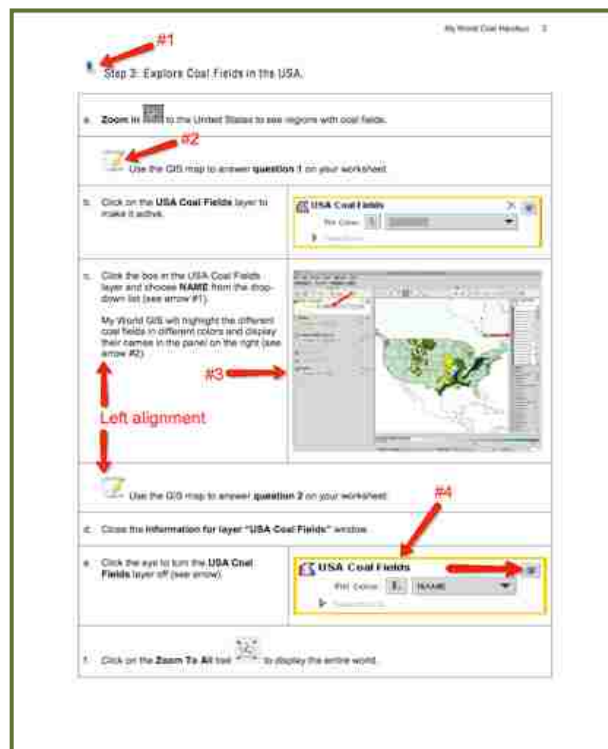 My World Coal Handout 3
#1
Step 3: Explore Coal Fields in the USA.
a. Zoom in to the United States to see regions with coal fields.
#2
Use the GIS map to answer question 1 on your worksheet.
b. Click on the USA Coal Fields layer to
make it active.
USA Coal Fields
c. Click the box in the USA Coal Fields
layer and choose NAME from the drop-
down list (see arrow #1).
My World GIS will highlight the different
coal fields in different colors and display
their names in the panel on the right (see
arrow #2)
#3
Left alignment
Use the GIS map to answer question 2 on your worksheet.
#4
d. Close the Information for layer "USA Coal Fields" window.
e. Click the eye to turn the USA Coal
Fields layer off (see arrow).
USA Coal Fields
NAME
f. Click on the Zoom To All tool to display the entire world.